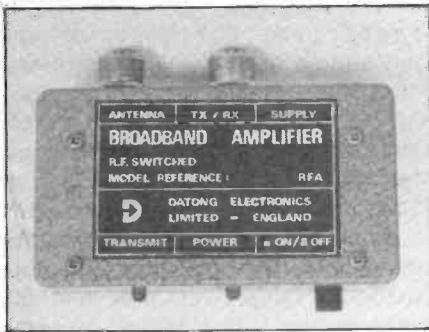 ANTENNA TX / RX SUPPLY
BROADBAND AMPLIFIER
R.F. SWITCHED
MODEL REFERENCE: RFA
D DATONG ELECTRONICS
LIMITED - ENGLAND
TRANSMIT POWER ON/ OFF